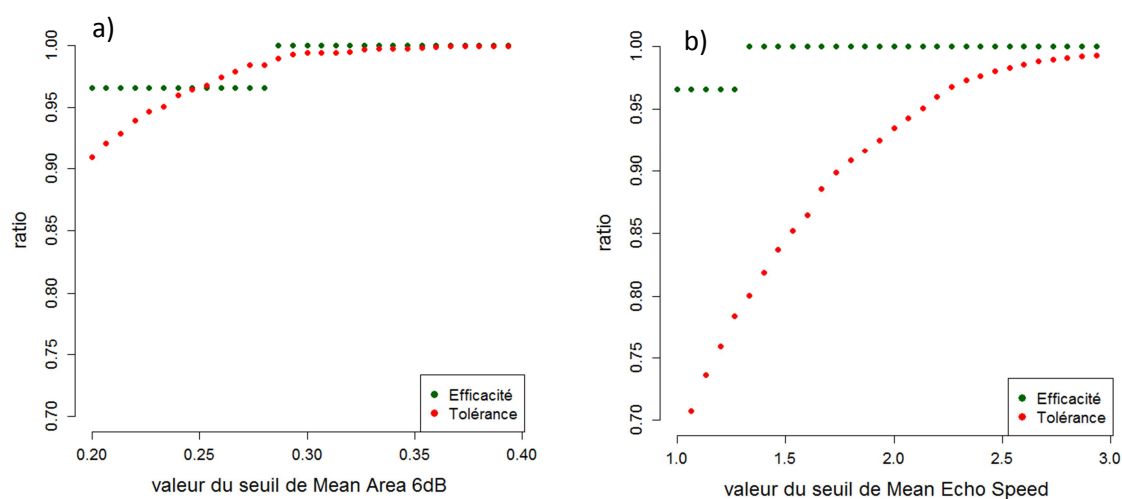 a)
ratio
1.00
0.95
0.90
0.85
0.80
0.75
0.70
0.20 0.25 0.30 0.35 0.40
valeur du seuil de Mean Area 6dB
Efficacité
Tolérance
b)
ratio
1.00
0.95
0.90
0.85
0.80
0.75
0.70
1.0 1.5 2.0 2.5 3.0
valeur du seuil de Mean Echo Speed
Efficacité
Tolérance